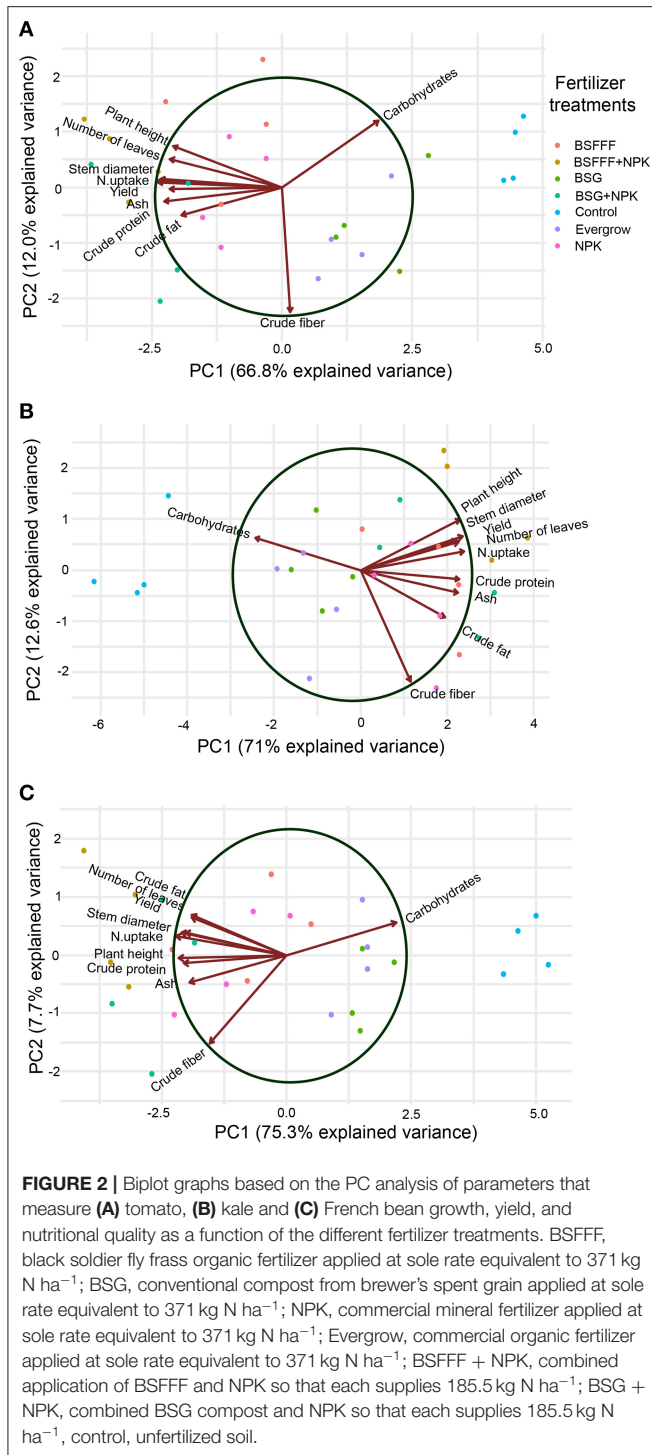 A
PC2 (12.0% explained variance)
2
1
0
-1
-2
Carbohydrates
Plant height
Number of leaves
Stem diameter
N.uptake
Yield
Ash
Crude protein
Crude fat
Crude fiber
-2.5
0.0
2.5
5.0
PC1 (66.8% explained variance)
Fertilizer
treatments
BSFFF
BSFFF+NPK
BSG
BSG+NPK
Control
Evergrow
NPK
B
PC2 (12.6% explained variance)
2
1
0
-1
-2
Carbohydrates
Plant height
Stem diameter
Yield
Number of leaves
N.uptake
Crude protein
Ash
Crude fat
Crude fiber
-6
-4
-2
0
2
4
PC1 (71% explained variance)
C
PC2 (7.7% explained variance)
2
1
0
-1
-2
Crude fat
Number of leaves
Yield
Stem diameter
N.uptake
Plant height
Crude protein
Ash
Crude fiber
Carbohydrates
-2.5
0.0
2.5
5.0
PC1 (75.3% explained variance)
FIGURE 2 | Biplot graphs based on the PC analysis of parameters that
measure (A) tomato, (B) kale and (C) French bean growth, yield, and
nutritional quality as a function of the different fertilizer treatments. BSFFF,
black soldier fly frass organic fertilizer applied at sole rate equivalent to 371 kg
N ha⁻¹; BSG, conventional compost from brewer's spent grain applied at sole
rate equivalent to 371 kg N ha⁻¹; NPK, commercial mineral fertilizer applied at
sole rate equivalent to 371 kg N ha⁻¹; Evergrow, commercial organic fertilizer
applied at sole rate equivalent to 371 kg N ha⁻¹; BSFFF + NPK, combined
application of BSFFF and NPK so that each supplies 185.5 kg N ha⁻¹; BSG +
NPK, combined BSG compost and NPK so that each supplies 185.5 kg N
ha⁻¹, control, unfertilized soil.